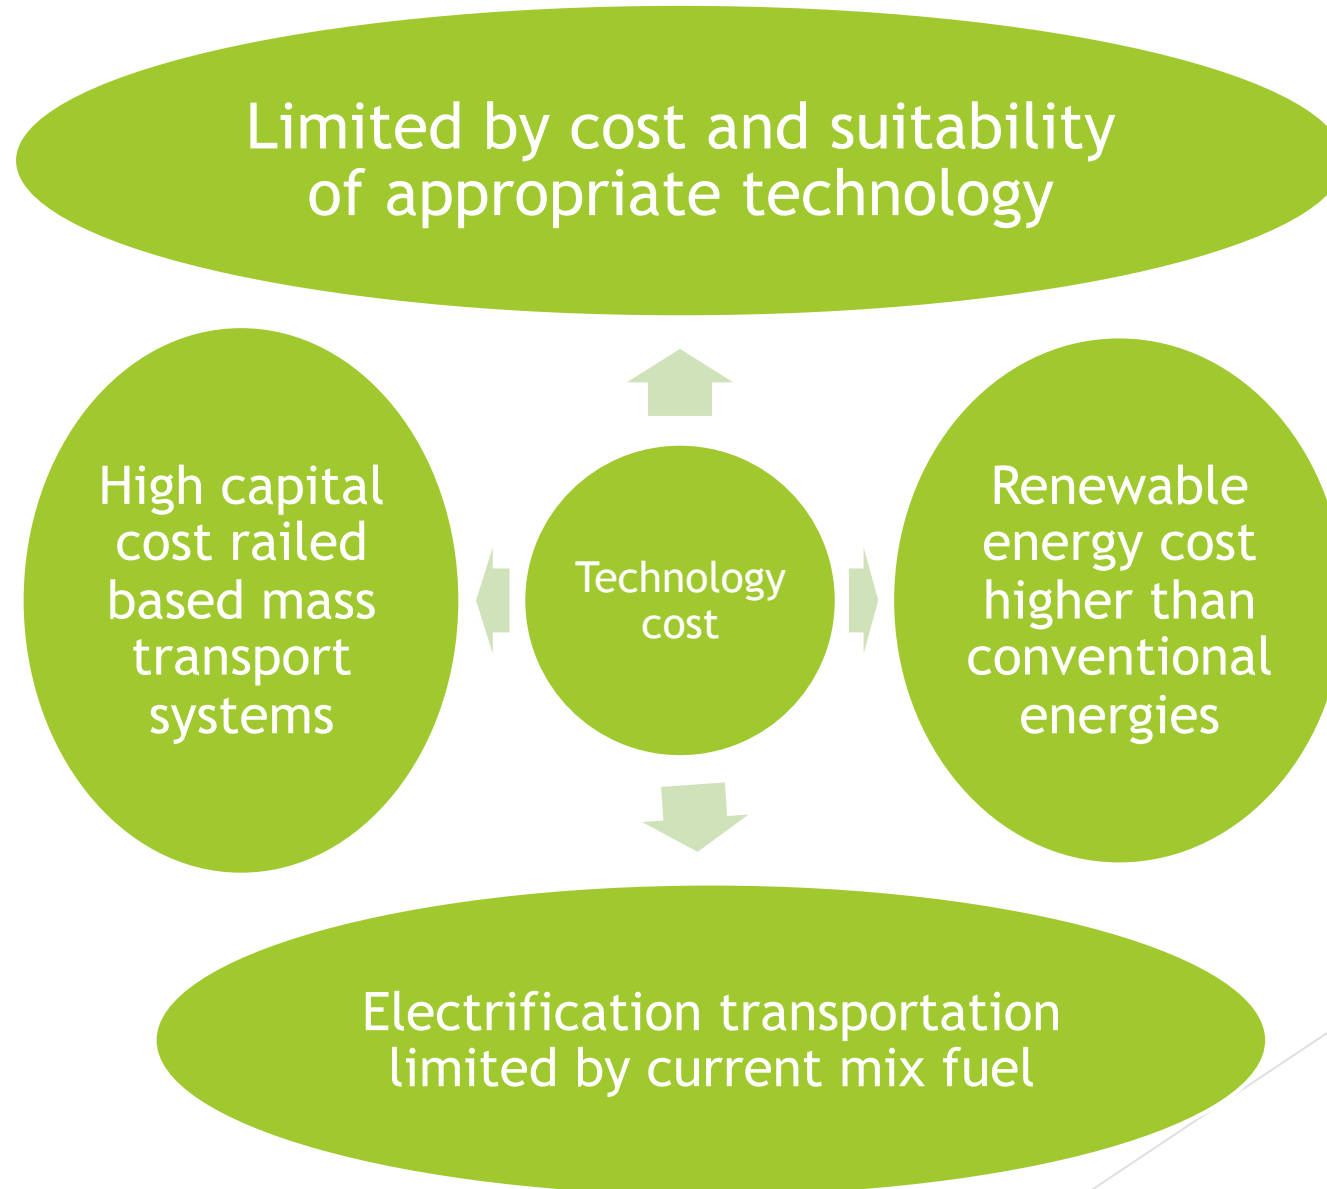 Limited by cost and suitability
of appropriate technology
High capital
cost railed
based mass
transport
systems
Technology
cost
Renewable
energy cost
higher than
conventional
energies
Electrification transportation
limited by current mix fuel